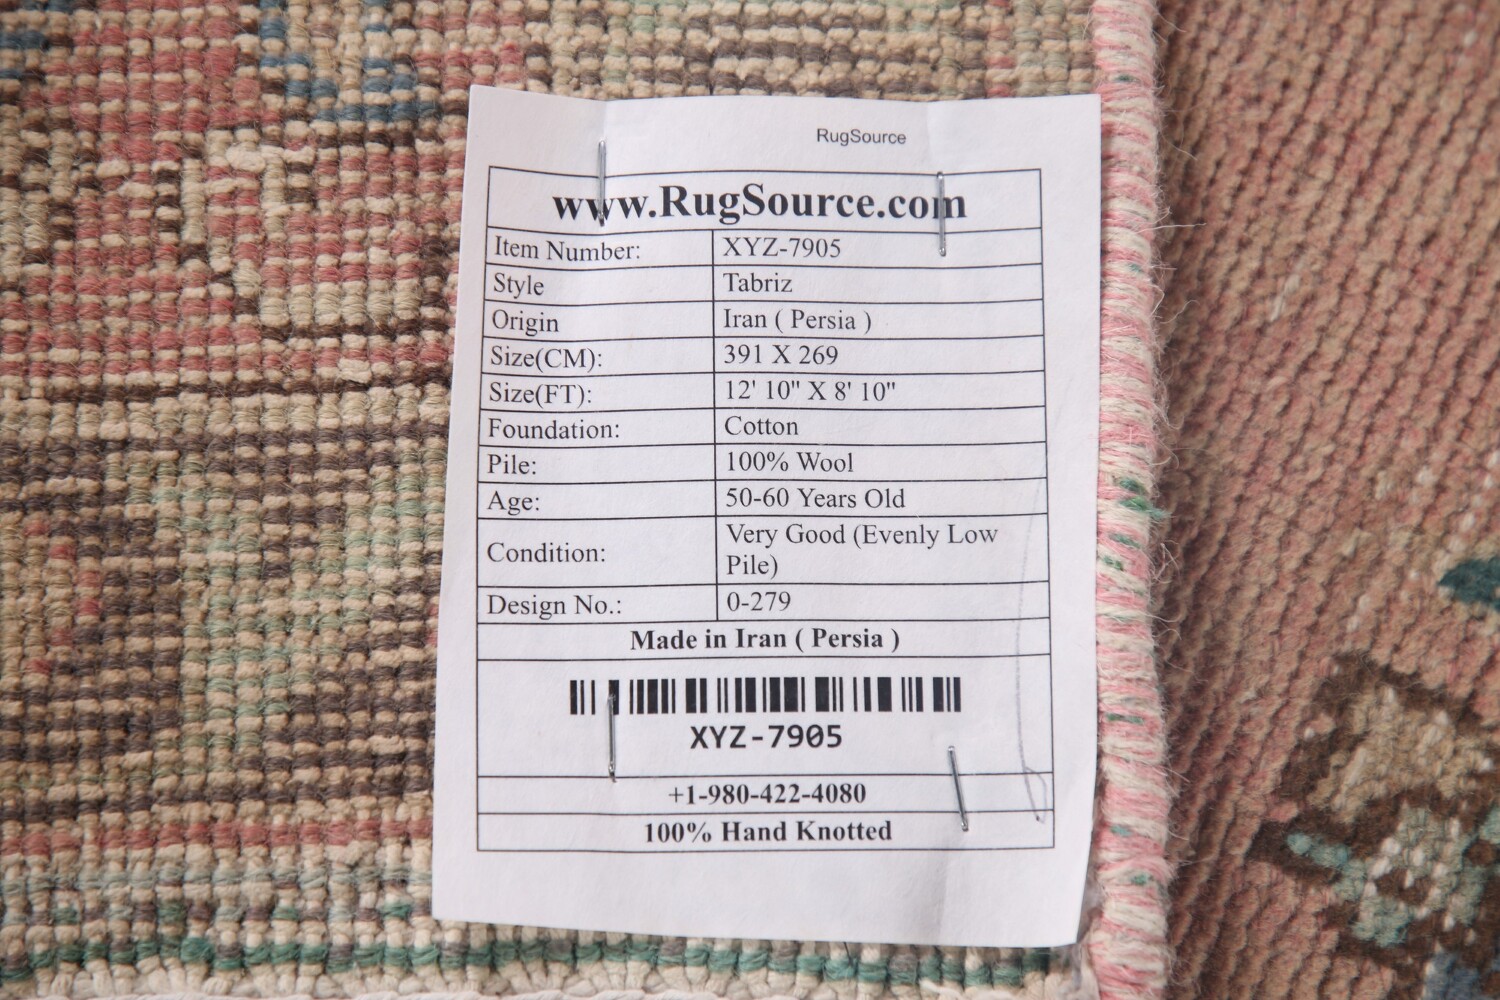 RugSource
www.RugSource.com
Item Number: XYZ-7905
Style Tabriz
Origin Iran ( Persia )
Size(CM): 391 X 269
Size(FT): 12' 10" X 8' 10"
Foundation: Cotton
Pile: 100% Wool
Age: 50-60 Years Old
Condition: Very Good (Evenly Low
Pile)
Design No.: 0-279
Made in Iran ( Persia )
XYZ-7905
+1-980-422-4080
100% Hand Knotted